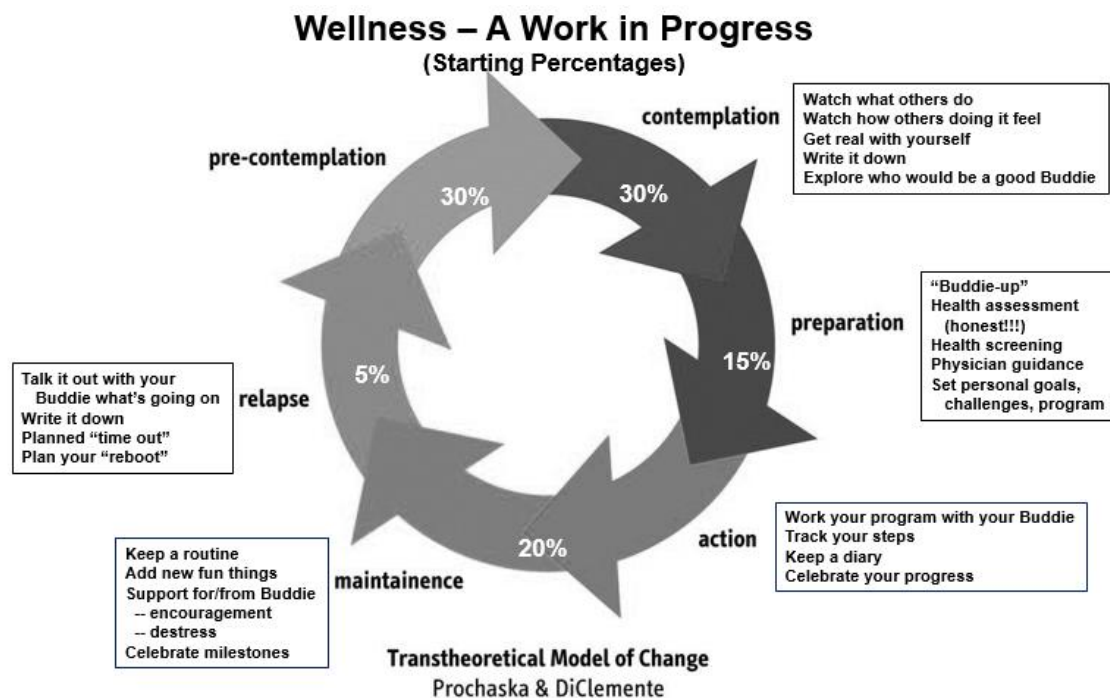 Wellness – A Work in Progress
(Starting Percentages)
contemplation
Watch what others do
Watch how others doing it feel
Get real with yourself
Write it down
Explore who would be a good Buddie
pre-contemplation
30%
30%
preparation
“Buddie-up”
Health assessment
(honest!!!)
Health screening
Physician guidance
Set personal goals,
challenges, program
15%
5%
relapse
Talk it out with your
Buddie what’s going on
Write it down
Planned “time out”
Plan your “reboot”
action
Work your program with your Buddie
Track your steps
Keep a diary
Celebrate your progress
20%
maintainence
Keep a routine
Add new fun things
Support for/from Buddie
-- encouragement
-- destress
Celebrate milestones
Transtheoretical Model of Change
Prochaska & DiClemente